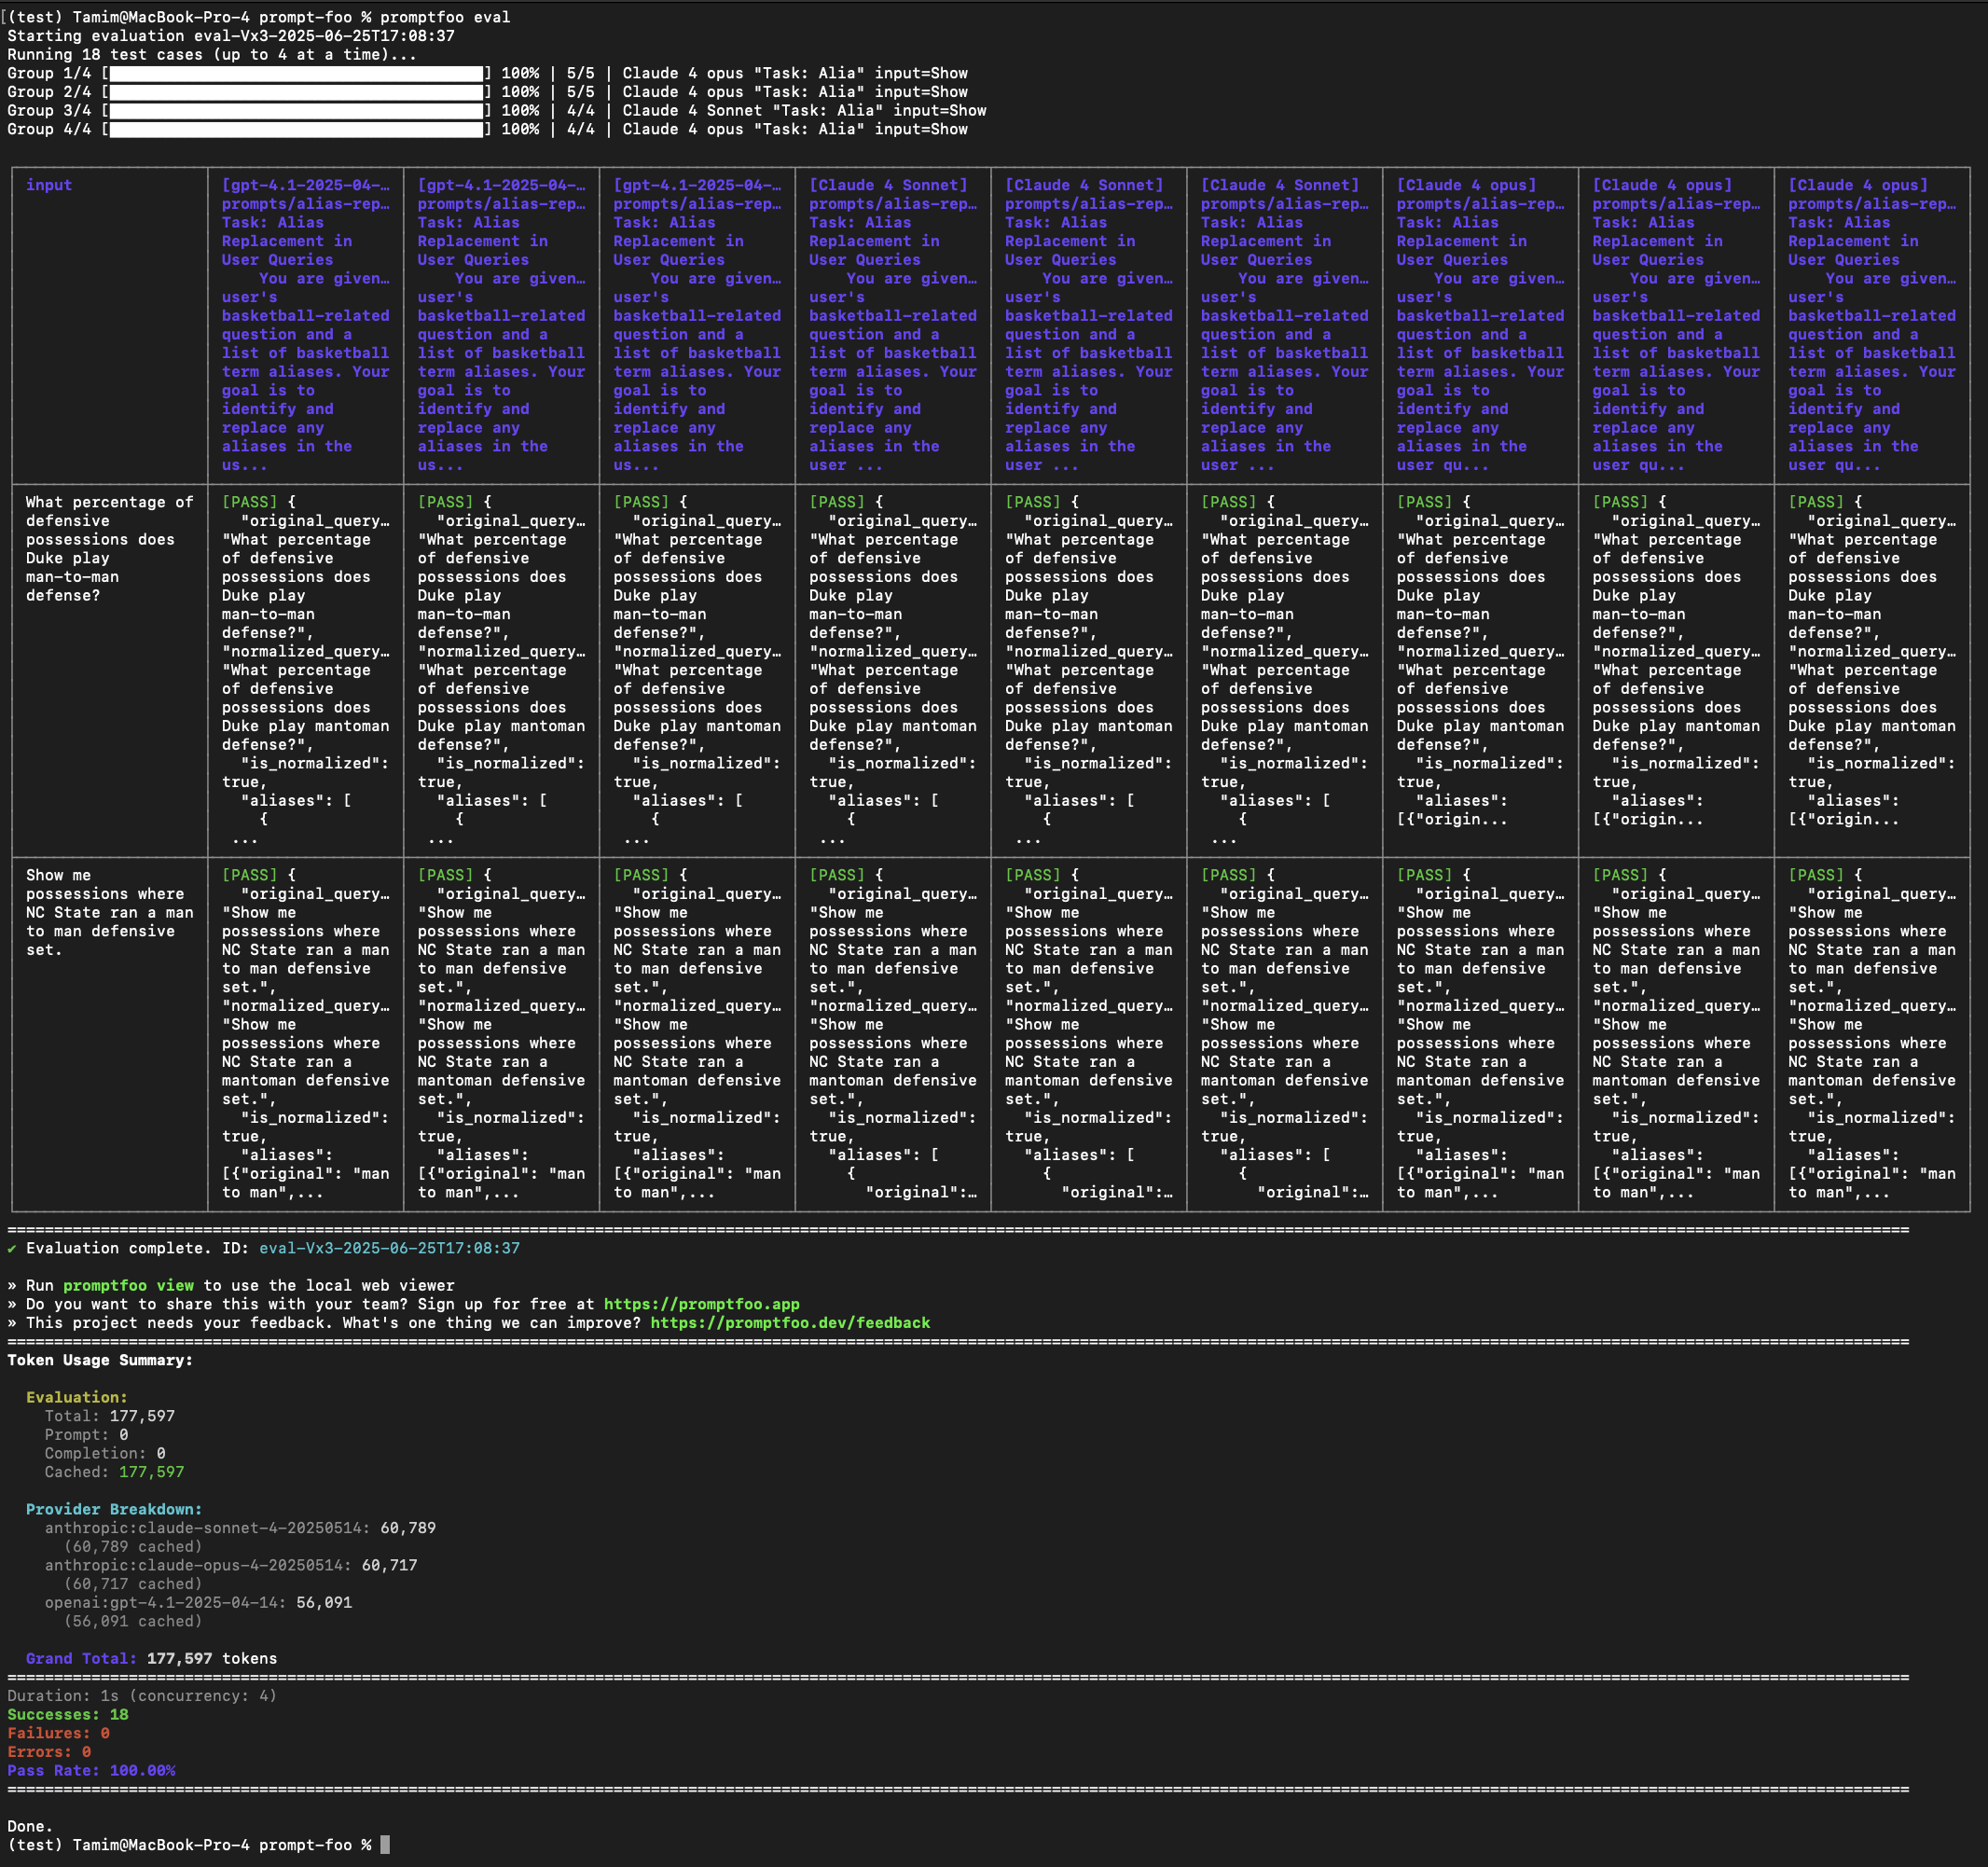 [(test) Tamim@MacBook-Pro-4 prompt-foo % promptfoo eval
Starting evaluation eval-Vx3-2025-06-25T17:08:37
Running 18 test cases (up to 4 at a time)...
Group 1/4 [████████████████████████████████████████] 100% | 5/5 | Claude 4 opus "Task: Alia" input=Show
Group 2/4 [████████████████████████████████████████] 100% | 5/5 | Claude 4 opus "Task: Alia" input=Show
Group 3/4 [████████████████████████████████████████] 100% | 4/4 | Claude 4 Sonnet "Task: Alia" input=Show
Group 4/4 [████████████████████████████████████████] 100% | 4/4 | Claude 4 opus "Task: Alia" input=Show
input [gpt-4.1-2025-04-… [gpt-4.1-2025-04-… [gpt-4.1-2025-04-… [Claude 4 Sonnet] [Claude 4 Sonnet] [Claude 4 Sonnet] [Claude 4 opus] [Claude 4 opus] [Claude 4 opus]
prompts/alias-rep… prompts/alias-rep… prompts/alias-rep… prompts/alias-rep… prompts/alias-rep… prompts/alias-rep… prompts/alias-rep… prompts/alias-rep… prompts/alias-rep…
Task: Alias Task: Alias Task: Alias Task: Alias Task: Alias Task: Alias Task: Alias Task: Alias Task: Alias
Replacement in Replacement in Replacement in Replacement in Replacement in Replacement in Replacement in Replacement in Replacement in
User Queries User Queries User Queries User Queries User Queries User Queries User Queries User Queries User Queries
You are given… You are given… You are given… You are given… You are given… You are given… You are given… You are given… You are given…
user's user's user's user's user's user's user's user's user's
basketball-related basketball-related basketball-related basketball-related basketball-related basketball-related basketball-related basketball-related basketball-related
question and a question and a question and a question and a question and a question and a question and a question and a question and a
list of basketball list of basketball list of basketball list of basketball list of basketball list of basketball list of basketball list of basketball list of basketball
term aliases. Your term aliases. Your term aliases. Your term aliases. Your term aliases. Your term aliases. Your term aliases. Your term aliases. Your term aliases. Your
goal is to goal is to goal is to goal is to goal is to goal is to goal is to goal is to goal is to
identify and identify and identify and identify and identify and identify and identify and identify and identify and
replace any replace any replace any replace any replace any replace any replace any replace any replace any
aliases in the aliases in the aliases in the aliases in the aliases in the aliases in the aliases in the aliases in the aliases in the
us... us... us... user ... user ... user ... user qu... user qu... user qu...
What percentage of [PASS] { [PASS] { [PASS] { [PASS] { [PASS] { [PASS] { [PASS] { [PASS] { [PASS] {
defensive "original_query… "original_query… "original_query… "original_query… "original_query… "original_query… "original_query… "original_query… "original_query…
possessions does "What percentage "What percentage "What percentage "What percentage "What percentage "What percentage "What percentage "What percentage "What percentage
Duke play of defensive of defensive of defensive of defensive of defensive of defensive of defensive of defensive of defensive
man-to-man possessions does possessions does possessions does possessions does possessions does possessions does possessions does possessions does possessions does
defense? Duke play Duke play Duke play Duke play Duke play Duke play Duke play Duke play Duke play
man-to-man man-to-man man-to-man man-to-man man-to-man man-to-man man-to-man man-to-man man-to-man
defense?", defense?", defense?", defense?", defense?", defense?", defense?", defense?", defense?",
"normalized_query… "normalized_query… "normalized_query… "normalized_query… "normalized_query… "normalized_query… "normalized_query… "normalized_query… "normalized_query…
"What percentage "What percentage "What percentage "What percentage "What percentage "What percentage "What percentage "What percentage "What percentage
of defensive of defensive of defensive of defensive of defensive of defensive of defensive of defensive of defensive
possessions does possessions does possessions does possessions does possessions does possessions does possessions does possessions does possessions does
Duke play mantoman Duke play mantoman Duke play mantoman Duke play mantoman Duke play mantoman Duke play mantoman Duke play mantoman Duke play mantoman Duke play mantoman
defense?", defense?", defense?", defense?", defense?", defense?", defense?", defense?", defense?",
"is_normalized": "is_normalized": "is_normalized": "is_normalized": "is_normalized": "is_normalized": "is_normalized": "is_normalized": "is_normalized":
true, true, true, true, true, true, true, true, true,
"aliases": [ "aliases": [ "aliases": [ "aliases": [ "aliases": [ "aliases": [ "aliases": "aliases": "aliases":
{ { { { { { [{"origin... [{"origin... [{"origin...
... ... ... ... ... ...
Show me [PASS] { [PASS] { [PASS] { [PASS] { [PASS] { [PASS] { [PASS] { [PASS] { [PASS] {
possessions where "original_query… "original_query… "original_query… "original_query… "original_query… "original_query… "original_query… "original_query… "original_query…
NC State ran a man "Show me "Show me "Show me "Show me "Show me "Show me "Show me "Show me "Show me
to man defensive possessions where possessions where possessions where possessions where possessions where possessions where possessions where possessions where possessions where
set. NC State ran a man NC State ran a man NC State ran a man NC State ran a man NC State ran a man NC State ran a man NC State ran a man NC State ran a man NC State ran a man
to man defensive to man defensive to man defensive to man defensive to man defensive to man defensive to man defensive to man defensive to man defensive
set.", set.", set.", set.", set.", set.", set.", set.", set.",
"normalized_query… "normalized_query… "normalized_query… "normalized_query… "normalized_query… "normalized_query… "normalized_query… "normalized_query… "normalized_query…
"Show me "Show me "Show me "Show me "Show me "Show me "Show me "Show me "Show me
possessions where possessions where possessions where possessions where possessions where possessions where possessions where possessions where possessions where
NC State ran a NC State ran a NC State ran a NC State ran a NC State ran a NC State ran a NC State ran a NC State ran a NC State ran a
mantoman defensive mantoman defensive mantoman defensive mantoman defensive mantoman defensive mantoman defensive mantoman defensive mantoman defensive mantoman defensive
set.", set.", set.", set.", set.", set.", set.", set.", set.",
"is_normalized": "is_normalized": "is_normalized": "is_normalized": "is_normalized": "is_normalized": "is_normalized": "is_normalized": "is_normalized":
true, true, true, true, true, true, true, true, true,
"aliases": "aliases": "aliases": "aliases": [ "aliases": [ "aliases": [ "aliases": "aliases": "aliases":
[{"original": "man [{"original": "man [{"original": "man { { { [{"original": "man [{"original": "man [{"original": "man
to man",... to man",... to man",... "original":… "original":… "original":… to man",... to man",... to man",...
✔ Evaluation complete. ID: eval-Vx3-2025-06-25T17:08:37
» Run promptfoo view to use the local web viewer
» Do you want to share this with your team? Sign up for free at https://promptfoo.app
» This project needs your feedback. What's one thing we can improve? https://promptfoo.dev/feedback
Token Usage Summary:
Evaluation:
Total: 177,597
Prompt: 0
Completion: 0
Cached: 177,597
Provider Breakdown:
anthropic:claude-sonnet-4-20250514: 60,789
(60,789 cached)
anthropic:claude-opus-4-20250514: 60,717
(60,717 cached)
openai:gpt-4.1-2025-04-14: 56,091
(56,091 cached)
Grand Total: 177,597 tokens
Duration: 1s (concurrency: 4)
Successes: 18
Failures: 0
Errors: 0
Pass Rate: 100.00%
Done.
(test) Tamim@MacBook-Pro-4 prompt-foo %